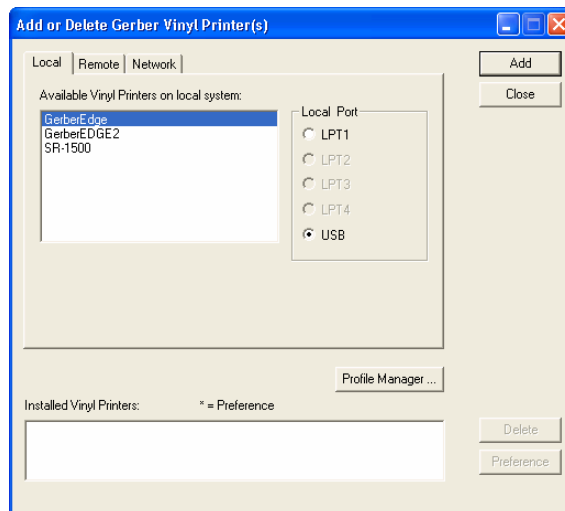 Add or Delete Gerber Vinyl Printer(s)
Local
Remote
Network
Add
Close
Available Vinyl Printers on local system:
GerberEdge
GerberEDGE2
SR-1500
Local Port
LPT1
LPT2
LPT3
LPT4
USB
Profile Manager ...
Installed Vinyl Printers:
* = Preference
Delete
Preference